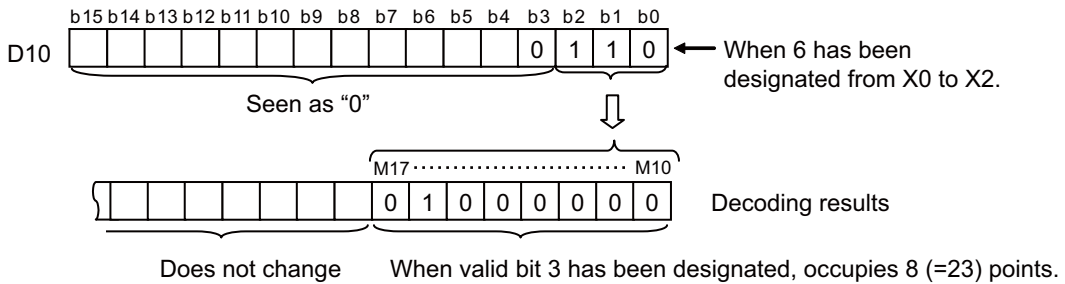 b15 b14 b13 b12 b11 b10 b9 b8 b7 b6 b5 b4 b3 b2 b1 b0
D10 0 1 1 0 When 6 has been
designated from X0 to X2.
Seen as “0”
M17 M10
0 1 0 0 0 0 0 0 Decoding results
Does not change When valid bit 3 has been designated, occupies 8 (=23) points.